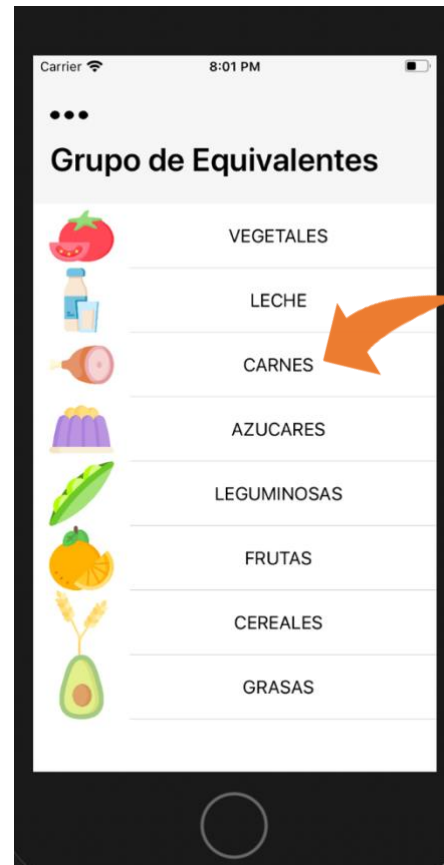 Carrier 8:01 PM
Grupo de Equivalentes
VEGETALES
LECHE
CARNES
AZUCARES
LEGUMINOSAS
FRUTAS
CEREALES
GRASAS